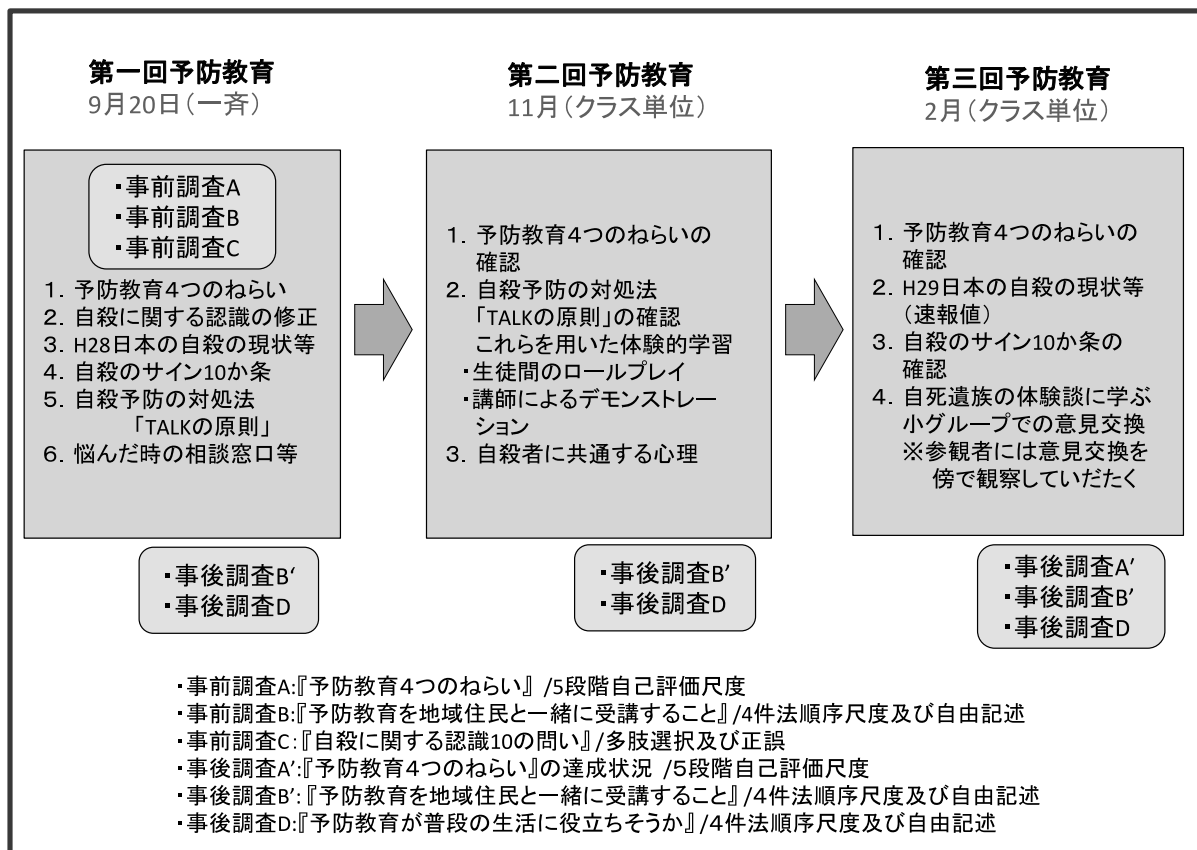 第一回予防教育
9月20日(一斉)
・事前調査A
・事前調査B
・事前調査C
1. 予防教育4つのねらい
2. 自殺に関する認識の修正
3. H28日本の自殺の現状等
4. 自殺のサイン10か条
5. 自殺予防の対処法
「TALKの原則」
6. 悩んだ時の相談窓口等
・事後調査B‘
・事後調査D
第二回予防教育
11月(クラス単位)
1. 予防教育4つのねらいの
確認
2. 自殺予防の対処法
「TALKの原則」の確認
これらを用いた体験的学習
・生徒間のロールプレイ
・講師によるデモンストレー
ション
3. 自殺者に共通する心理
・事後調査B’
・事後調査D
第三回予防教育
2月(クラス単位)
1. 予防教育4つのねらいの
確認
2. H29日本の自殺の現状等
(速報値)
3. 自殺のサイン10か条の
確認
4. 自死遺族の体験談に学ぶ
小グループでの意見交換
※参観者には意見交換を
傍で観察していだたく
・事後調査A’
・事後調査B’
・事後調査D
・事前調査A:『予防教育4つのねらい』 /5段階自己評価尺度
・事前調査B:『予防教育を地域住民と一緒に受講すること』/4件法順序尺度及び自由記述
・事前調査C:『自殺に関する認識10の問い』/多肢選択及び正誤
・事後調査A’:『予防教育4つのねらい』の達成状況 /5段階自己評価尺度
・事後調査B’:『予防教育を地域住民と一緒に受講すること』/4件法順序尺度及び自由記述
・事後調査D:『予防教育が普段の生活に役立ちそうか』/4件法順序尺度及び自由記述